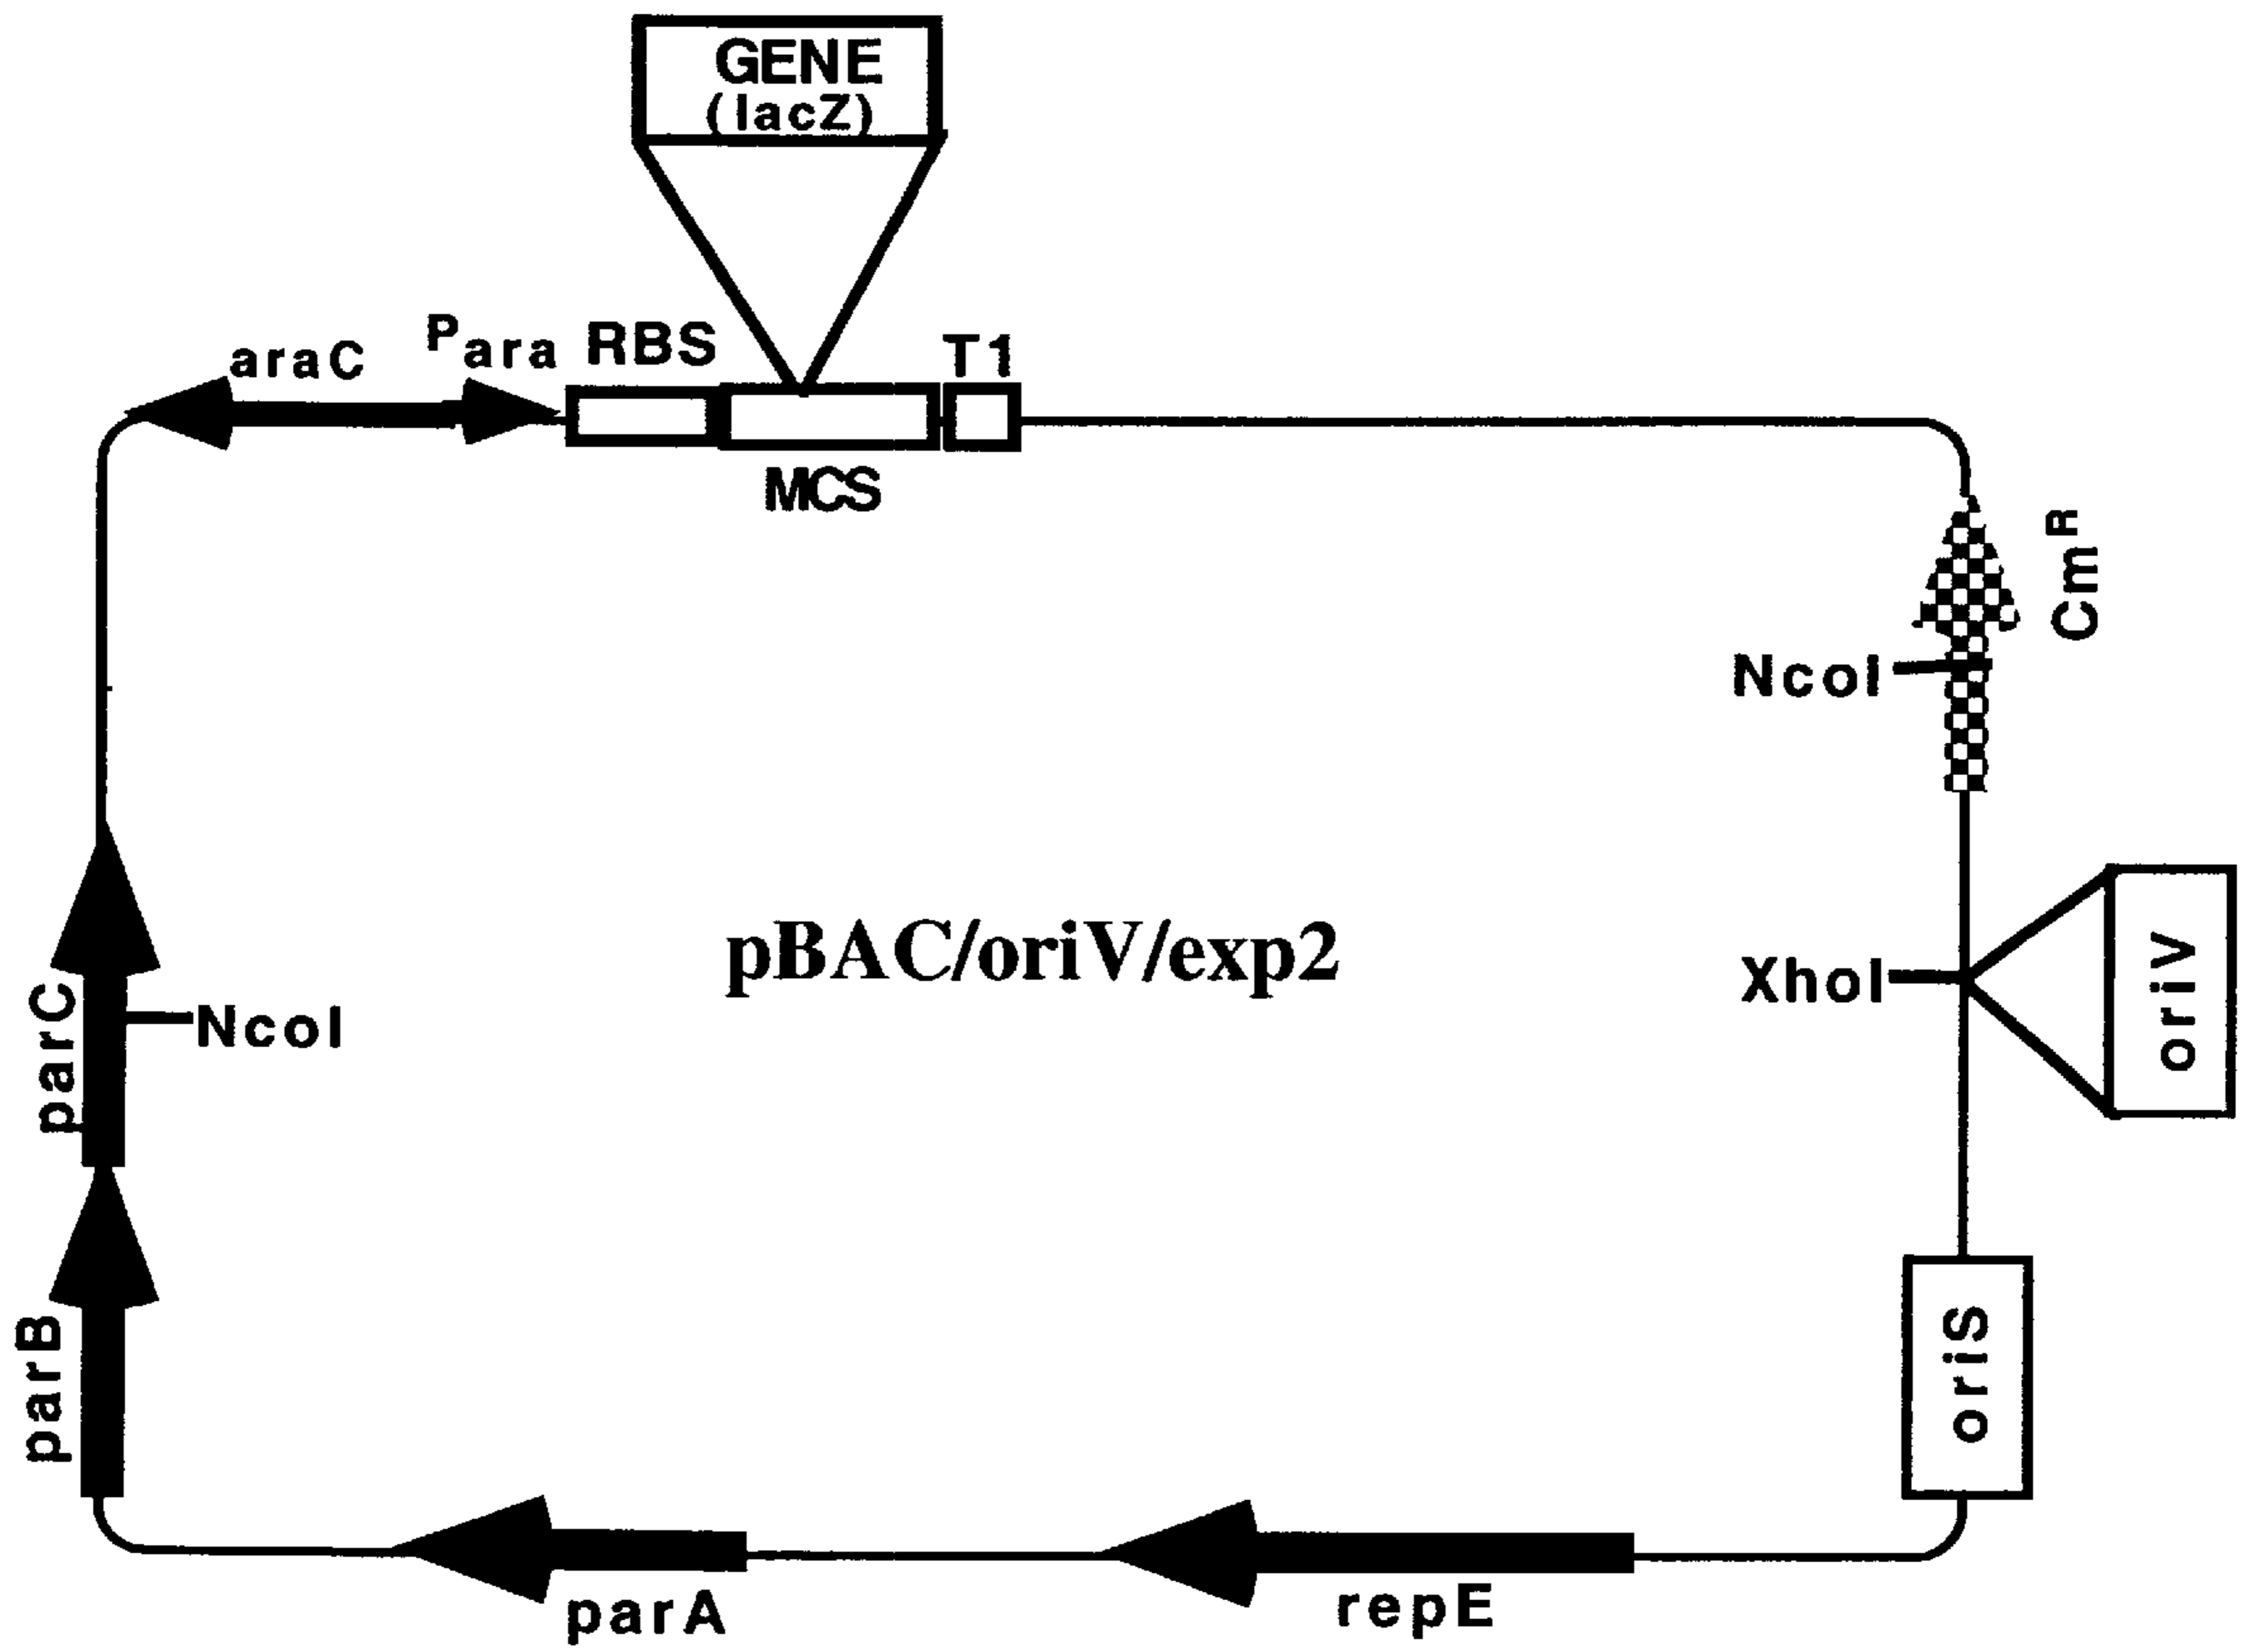 GENE
(lacZ)
araC
Para
RBS
T1
MCS
CmR
NcoI
XhoI
oriV
pBAC/oriV/exp2
parC
NcoI
parB
oriS
parA
repE